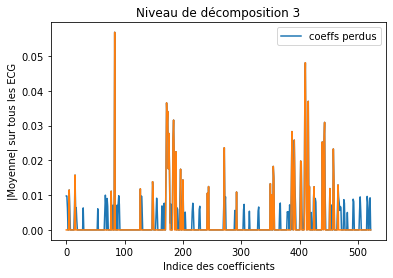 Niveau de décomposition 3
coeffs perdus
|Moyenne| sur tous les ECG
0.05
0.04
0.03
0.02
0.01
0.00
0 100 200 300 400 500
Indice des coefficients